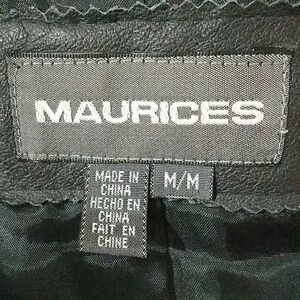 MAURICES
MADE IN
CHINA
HECHO EN
CHINA
FAIT EN
CHINE
M/M